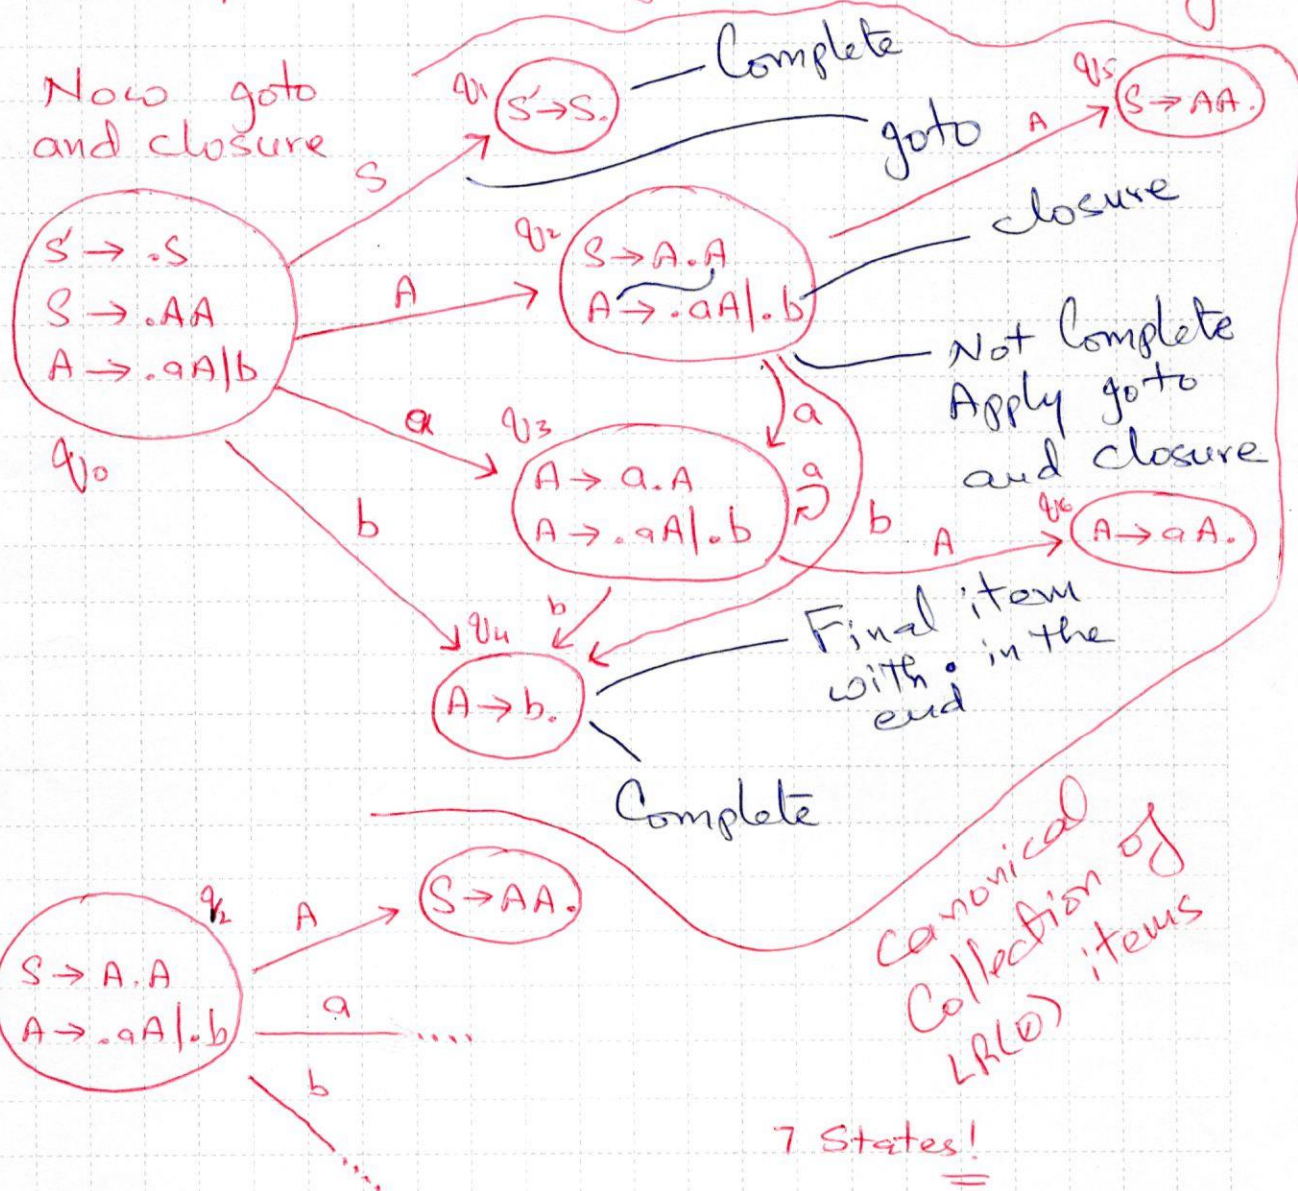 Now goto
and closure
q1
S'→S.
Complete
goto
q5
S→AA.
A
S
closure
S'→ .S
S→ .AA
A→ .aA|b
q0
A
q2
S→A.A
A→ .aA|.b
Not Complete
Apply goto
and closure
a
q3
A→ a.A
A→ .aA|.b
a
a
b
A
q6
A→aA.
b
b
q4
A→b.
Final item
with . in the
end
Complete
Canonical
Collection of
LR(0) items
q2
S→A.A
A→ .aA|.b
A
S→AA.
a
....
b
....
7 States!